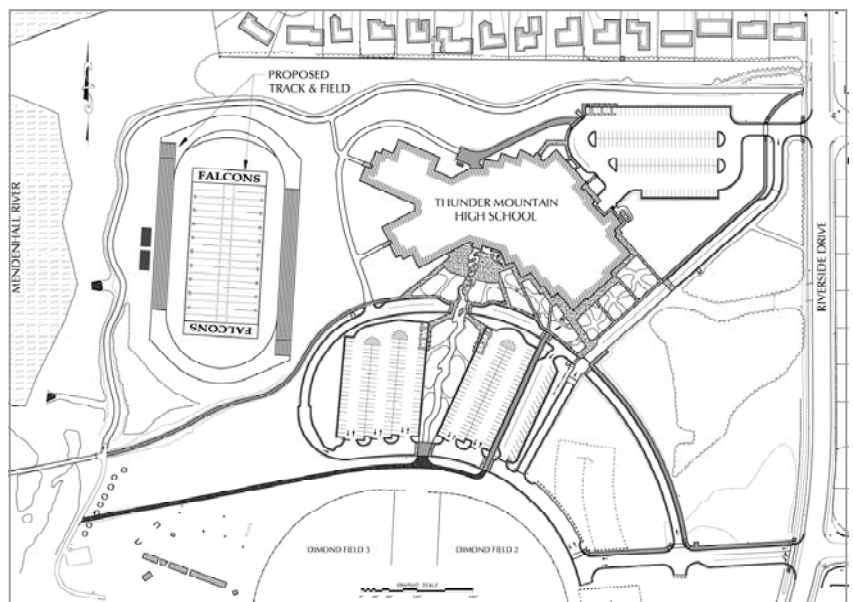 PROPOSED
TRACK & FIELD
FALCONS
THUNDER MOUNTAIN
HIGH SCHOOL
MENDENHALL RIVER
RIVERSIDE DRIVE
FALCONS
DIMOND FIELD 3
DIMOND FIELD 2
GRAPHIC SCALE